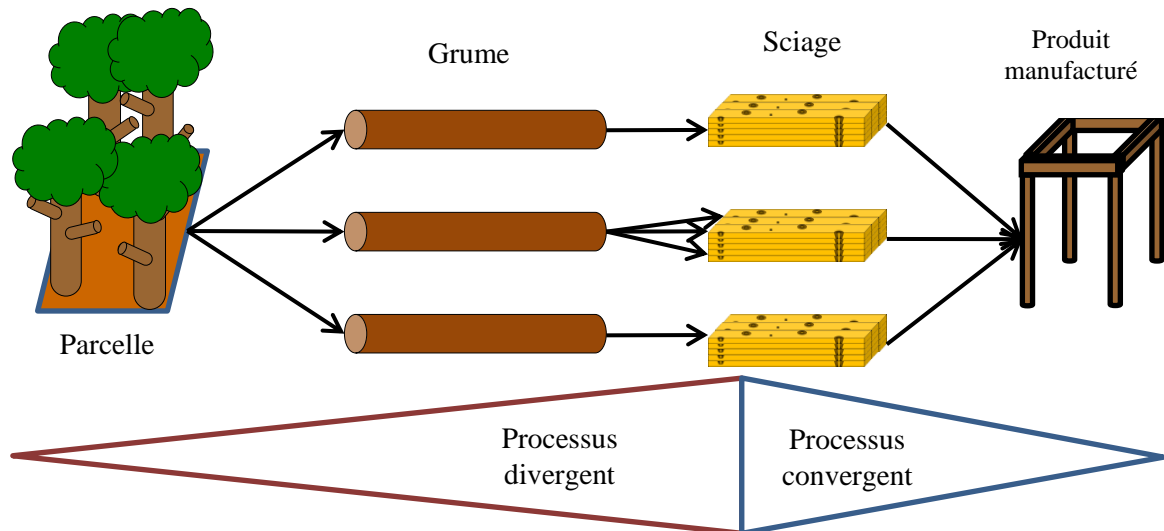 Grume
Sciage
Produit
manufacturé
Parcelle
Processus
divergent
Processus
convergent